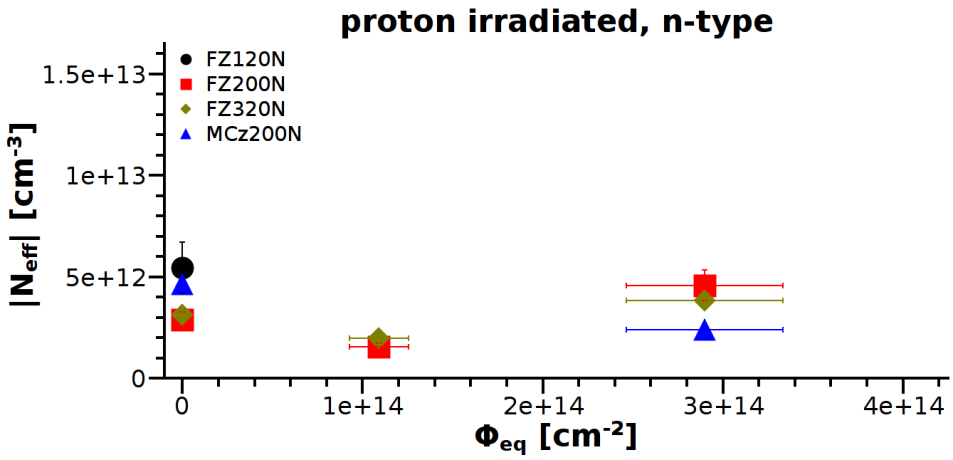 proton irradiated, n-type
FZ120N
FZ200N
FZ320N
MCz200N
|Neff| [cm-3]
1.5e+13
1e+13
5e+12
0
0 1e+14 2e+14 3e+14 4e+14
Φeq [cm-2]